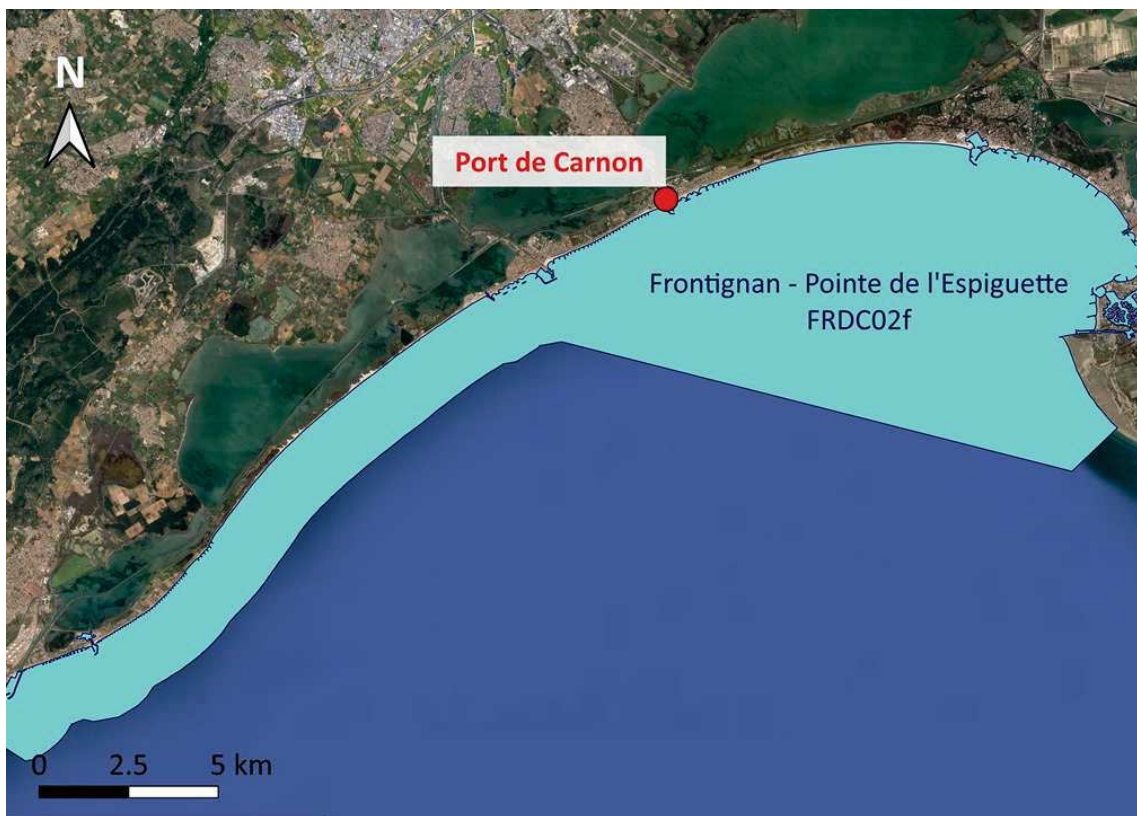 N
Port de Carnon
Frontignan - Pointe de l'Espiguette
FRDC02f
0 2.5 5 km